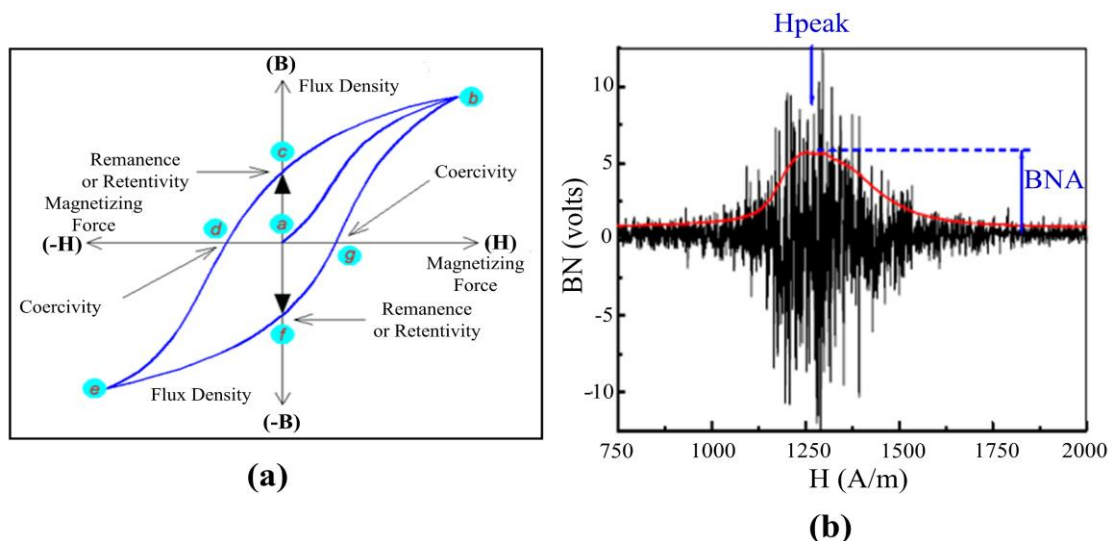 (B)
Flux Density
b
c
Remanence
or Retentivity
Magnetizing
Force
Coercivity
d
a
(-H)
(H)
g
Magnetizing
Force
Coercivity
Remanence
or Retentivity
f
e
Flux Density
(-B)
(a)
Hpeak
10
5
0
-5
-10
BN (volts)
BNA
750
1000
1250
1500
1750
2000
H (A/m)
(b)